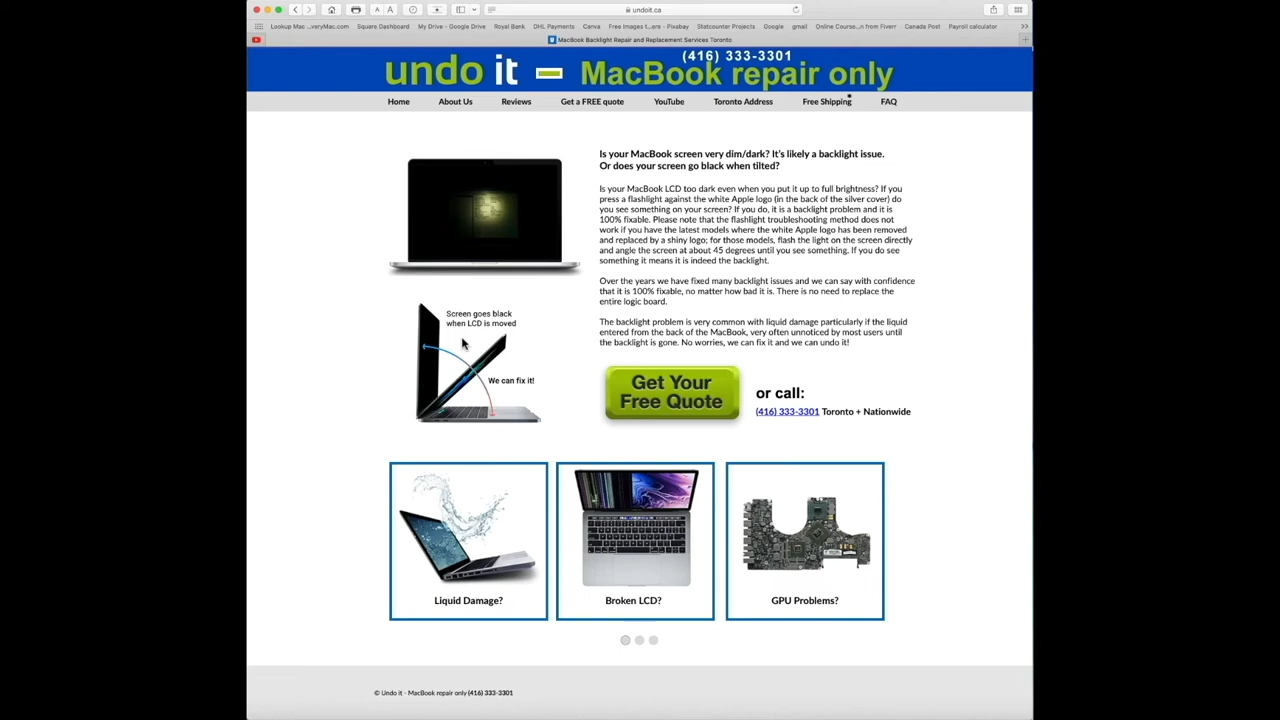 undoit.ca
Lookup Mac ...veryMac.com Square Dashboard My Drive - Google Drive Royal Bank DHL Payments Canva Free Images t...ers - Pixabay Statcounter Projects Google gmail Online Course...n from Fiverr Canada Post Payroll calculator
MacBook Backlight Repair and Replacement Services Toronto
(416) 333-3301
undo it – MacBook repair only
Home About Us Reviews Get a FREE quote YouTube Toronto Address Free Shipping FAQ
Is your MacBook screen very dim/dark? It's likely a backlight issue.
Or does your screen go black when tilted?
Is your MacBook LCD too dark even when you put it up to full brightness? If you
press a flashlight against the white Apple logo (in the back of the silver cover) do
you see something on your screen? If you do, it is a backlight problem and it is
100% fixable. Please note that the flashlight troubleshooting method does not
work if you have the latest models where the white Apple logo has been removed
and replaced by a shiny logo; for those models, flash the light on the screen directly
and angle the screen at about 45 degrees until you see something. If you do see
something it means it is indeed the backlight.
Over the years we have fixed many backlight issues and we can say with confidence
that it is 100% fixable, no matter how bad it is. There is no need to replace the
entire logic board.
The backlight problem is very common with liquid damage particularly if the liquid
entered from the back of the MacBook, very often unnoticed by most users until
the backlight is gone. No worries, we can fix it and we can undo it!
Screen goes black
when LCD is moved
We can fix it!
Get Your
Free Quote
or call:
(416) 333-3301 Toronto + Nationwide
Liquid Damage?
Broken LCD?
GPU Problems?
© Undo it - MacBook repair only (416) 333-3301